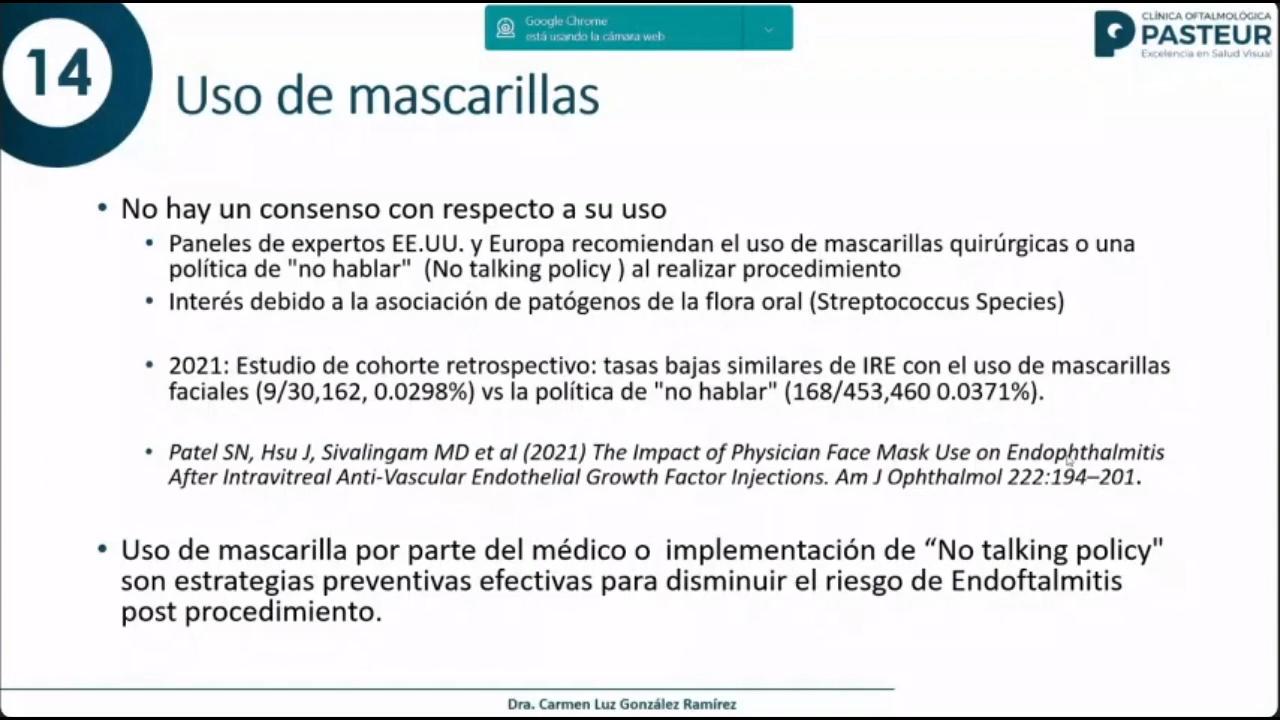 Google Chrome
está usando la cámara web
CLÍNICA OFTALMOLÓGICA
PASTEUR
Excelencia en Salud Visual
14
Uso de mascarillas
• No hay un consenso con respecto a su uso
• Paneles de expertos EE.UU. y Europa recomiendan el uso de mascarillas quirúrgicas o una
política de "no hablar" (No talking policy ) al realizar procedimiento
• Interés debido a la asociación de patógenos de la flora oral (Streptococcus Species)
• 2021: Estudio de cohorte retrospectivo: tasas bajas similares de IRE con el uso de mascarillas
faciales (9/30,162, 0.0298%) vs la política de "no hablar" (168/453,460 0.0371%).
• Patel SN, Hsu J, Sivalingam MD et al (2021) The Impact of Physician Face Mask Use on Endophthalmitis
After Intravitreal Anti-Vascular Endothelial Growth Factor Injections. Am J Ophthalmol 222:194–201.
• Uso de mascarilla por parte del médico o implementación de “No talking policy"
son estrategias preventivas efectivas para disminuir el riesgo de Endoftalmitis
post procedimiento.
Dra. Carmen Luz González Ramírez